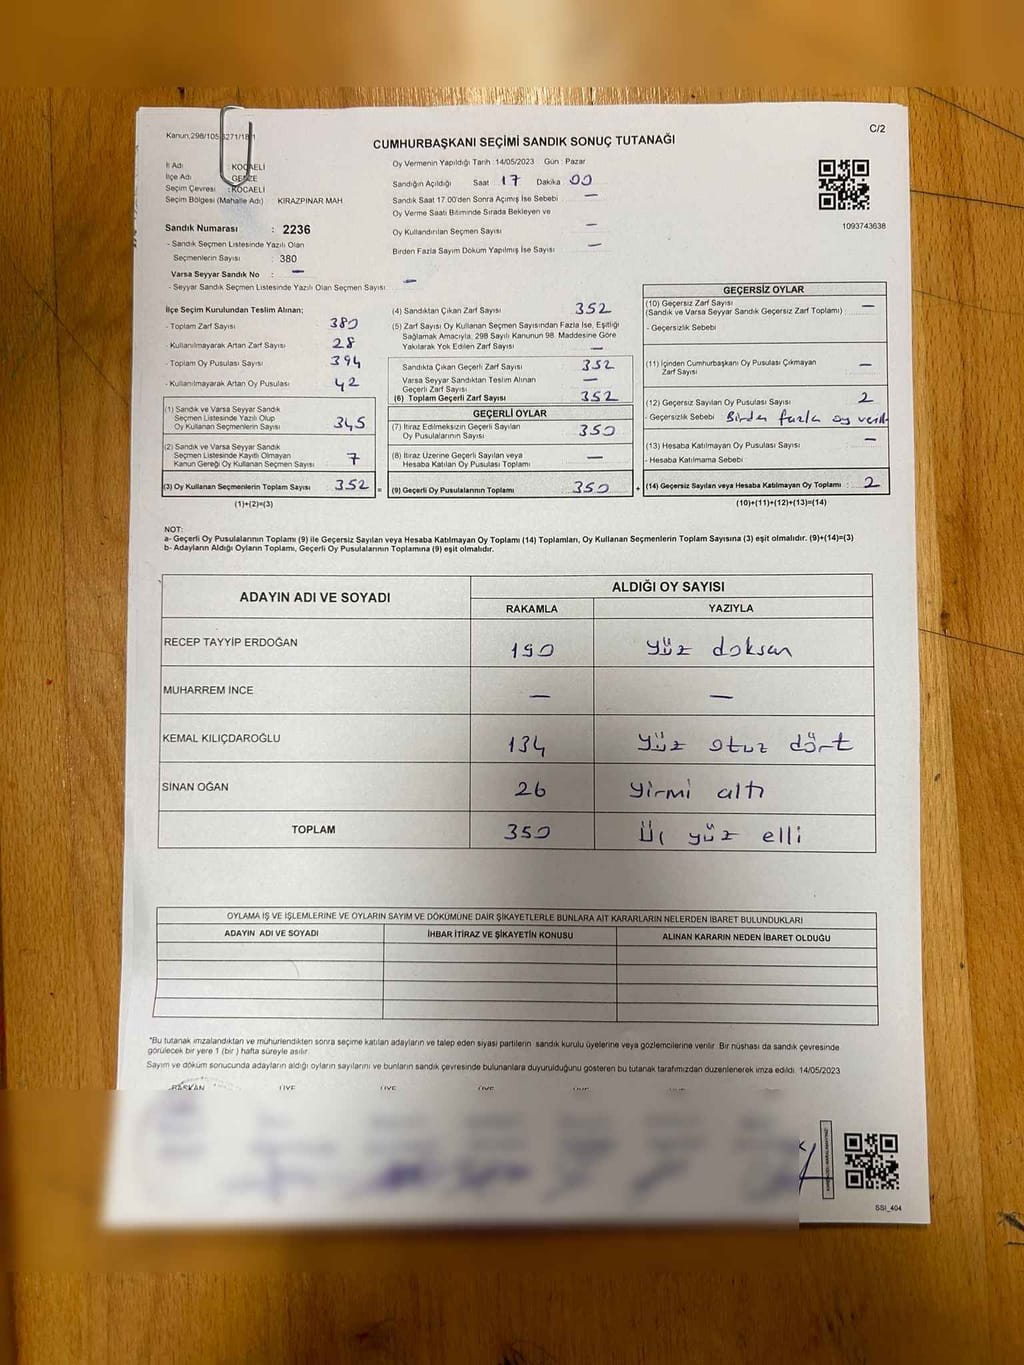 C/2
CUMHURBAŞKANI SEÇİMİ SANDIK SONUÇ TUTANAĞI
İl Adı : KOCAELİ
İlçe Adı : GEBZE
Seçim Çevresi : KOCAELİ
Seçim Bölgesi (Mahalle Adı) KIRAZPINAR MAH
Sandık Numarası : 2236
- Sandık Seçmen Listesinde Yazılı Olan
Seçmenlerin Sayısı : 380
Varsa Seyyar Sandık No : —
- Seyyar Sandık Seçmen Listesinde Yazılı Olan Seçmen Sayısı: —
Oy Vermenin Yapıldığı Tarih :14/05/2023 Gün : Pazar
Sandığın Açıldığı Saat 17 Dakika 00
Sandık Saat 17.00'den Sonra Açımış İse Sebebi —
Oy Verme Saati Bitiminde Sırada Bekleyen ve
Oy Kullandırılan Seçmen Sayısı —
Birden Fazla Sayım Döküm Yapılmış İse Sayısı —
1093743638
İlçe Seçim Kurulundan Teslim Alınan;
- Toplam Zarf Sayısı 380
- Kullanılmayarak Artan Zarf Sayısı : 28
- Toplam Oy Pusulası Sayısı : 394
- Kullanılmayarak Artan Oy Pusulası : 42
(1) Sandık ve Varsa Seyyar Sandık
Seçmen Listesinde Yazılı Olup
Oy Kullanan Seçmenlerin Sayısı : 345
(2) Sandık ve Varsa Seyyar Sandık
Seçmen Listesinde Kayıtlı Olmayan
Kanun Gereği Oy Kullanan Seçmen Sayısı : 7
(3) Oy Kullanan Seçmenlerin Toplam Sayısı : 352 =
(1)+(2)=(3)
(4) Sandıktan Çıkan Zarf Sayısı 352
(5) Zarf Sayısı Oy Kullanan Seçmen Sayısından Fazla İse, Eşitliği
Sağlamak Amacıyla, 298 Sayılı Kanunun 98. Maddesine Göre
Yakılarak Yok Edilen Zarf Sayısı —
Sandıkta Çıkan Geçerli Zarf Sayısı 352
Varsa Seyyar Sandıktan Teslim Alınan
Geçerli Zarf Sayısı —
(6) Toplam Geçerli Zarf Sayısı 352
GEÇERLİ OYLAR
(7) İtiraz Edilmeksizin Geçerli Sayılan
Oy Pusulalarının Sayısı : 350
(8) İtiraz Üzerine Geçerli Sayılan veya
Hesaba Katılan Oy Pusulası Toplamı : —
(9) Geçerli Oy Pusulalarının Toplamı : 350 +
GEÇERSİZ OYLAR
(10) Geçersiz Zarf Sayısı
(Sandık ve Varsa Seyyar Sandık Geçersiz Zarf Toplamı) : —
- Geçersizlik Sebebi
(11) İçinden Cumhurbaşkanı Oy Pusulası Çıkmayan
Zarf Sayısı : —
(12) Geçersiz Sayılan Oy Pusulası Sayısı : 2
- Geçersizlik Sebebi Birden fazla oy
(13) Hesaba Katılmayan Oy Pusulası Sayısı : —
- Hesaba Katılmama Sebebi
(14) Geçersiz Sayılan veya Hesaba Katılmayan Oy Toplamı : 2
(10)+(11)+(12)+(13)=(14)
NOT:
a- Geçerli Oy Pusulalarının Toplamı (9) ile Geçersiz Sayılan veya Hesaba Katılmayan Oy Toplamı (14) Toplamları, Oy Kullanan Seçmenlerin Toplam Sayısına (3) eşit olmalıdır. (9)+(14)=(3)
b- Adayların Aldığı Oyların Toplamı, Geçerli Oy Pusulalarının Toplamına (9) eşit olmalıdır.
ADAYIN ADI VE SOYADI ALDIĞI OY SAYISI
RAKAMLA YAZIYLA
RECEP TAYYİP ERDOĞAN 190 yüz doksan
MUHARREM İNCE — —
KEMAL KILIÇDAROĞLU 134 yüz otuz dört
SİNAN OĞAN 26 yirmi altı
TOPLAM 350 Üç yüz elli
OYLAMA İŞ VE İŞLEMLERİNE VE OYLARIN SAYIM VE DÖKÜMÜNE DAİR ŞİKAYETLERLE BUNLARA AİT KARARLARIN NELERDEN İBARET BULUNDUKLARI
ADAYIN ADI VE SOYADI İHBAR İTİRAZ VE ŞİKAYETİN KONUSU ALINAN KARARIN NEDEN İBARET OLDUĞU
*Bu tutanak imzalandıktan ve mühürlendikten sonra seçime katılan adayların ve talep eden siyasi partilerin sandık kurulu üyelerine veya gözlemcilerine verilir. Bir nüshası da sandık çevresinde
görülecek bir yere 1 (bir ) hafta süreyle asılır.
Sayım ve döküm sonucunda adayların aldığı oyların sayılarını ve bunların sandık çevresinde bulunanlara duyurulduğunu gösteren bu tutanak tarafımızdan düzenlenerek imza edildi. 14/05/2023
BAŞKAN ÜYE ÜYE ÜYE
SSI_404